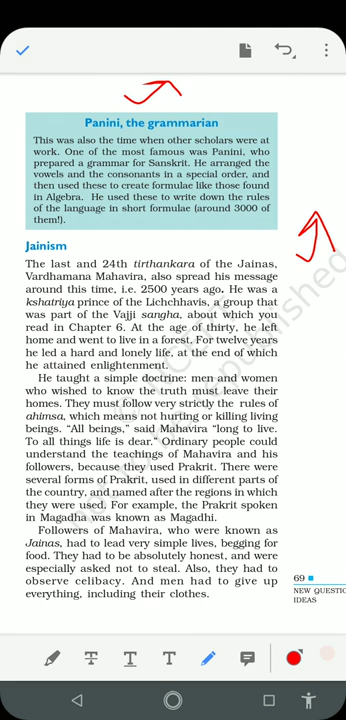 Panini, the grammarian
This was also the time when other scholars were at
work. One of the most famous was Panini, who
prepared a grammar for Sanskrit. He arranged the
vowels and the consonants in a special order, and
then used these to create formulae like those found
in Algebra. He used these to write down the rules
of the language in short formulae (around 3000 of
them!).
Jainism
The last and 24th tirthankara of the Jainas,
Vardhamana Mahavira, also spread his message
around this time, i.e. 2500 years ago. He was a
kshatriya prince of the Lichchhavis, a group that
was part of the Vajji sangha, about which you
read in Chapter 6. At the age of thirty, he left
home and went to live in a forest. For twelve years
he led a hard and lonely life, at the end of which
he attained enlightenment.
He taught a simple doctrine: men and women
who wished to know the truth must leave their
homes. They must follow very strictly the rules of
ahimsa, which means not hurting or killing living
beings. “All beings,” said Mahavira “long to live.
To all things life is dear.” Ordinary people could
understand the teachings of Mahavira and his
followers, because they used Prakrit. There were
several forms of Prakrit, used in different parts of
the country, and named after the regions in which
they were used. For example, the Prakrit spoken
in Magadha was known as Magadhi.
Followers of Mahavira, who were known as
Jainas, had to lead very simple lives, begging for
food. They had to be absolutely honest, and were
especially asked not to steal. Also, they had to
observe celibacy. And men had to give up
everything, including their clothes.
69
NEW QUESTIO
IDEAS
T
T
T